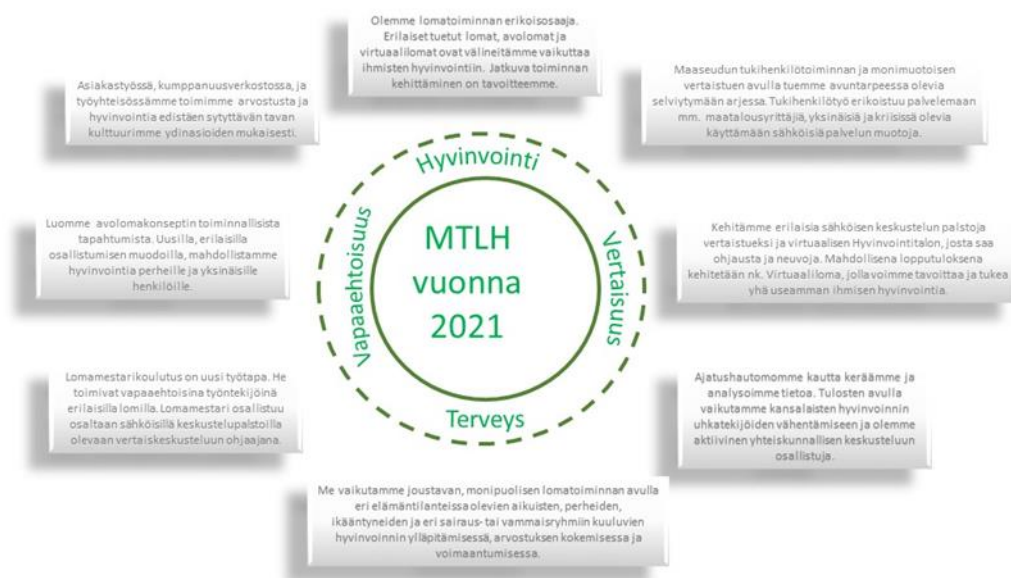 Olemme lomatoiminnan erikoisosaaja.
Erilaiset tuetut lomat, avolomat ja
virtuaalilomat ovat välineitämme vaikuttaa
ihmisten hyvinvointiin. Jatkuva toiminnan
kehittäminen on tavoitteemme.
Asiakastyössä, kumppanuusverkostossa, ja
työyhteisössämme toimimme arvostusta ja
hyvinvointia edistäen sytyttävän tavan
kulttuurimme ydinasioiden mukaisesti.
Maaseudun tukihenkilötoiminnan ja monimuotoisen
vertaistuen avulla tuemme avuntarpeessa olevia
selviytymään arjessa. Tukihenkilötyö erikoistuu palvelemaan
mm. maatalousyrittäjiä, yksinäisiä ja kriisissä olevia
käyttämään sähköisiä palvelun muotoja.
Luomme avolomakonseptin toiminnallisista
tapahtumista. Uusilla, erilaisilla
osallistumisen muodoilla, mahdollistamme
hyvinvointia perheille ja yksinäisille
henkilöille.
Hyvinvointi
Vapaaehtoisuus
MTLH
vuonna
2021
Vertaisuus
Terveys
Kehitämme erilaisia sähköisen keskustelun palstoja
vertaistueksi ja virtuaalisen Hyvinvointitalon, josta saa
ohjausta ja neuvoja. Mahdollisena lopputuloksena
kehitetään nk. Virtuaaliloma, jolla voimme tavoittaa ja tukea
yhä useamman ihmisen hyvinvointia.
Lomamestarikoulutus on uusi työtapa. He
toimivat vapaaehtoisina työntekijöinä
erilaisilla lomilla. Lomamestari osallistuu
osaltaan sähköisillä keskustelupalstoilla
olevaan vertaiskeskusteluun ohjaajana.
Ajatushautomomme kautta keräämme ja
analysoimme tietoa. Tulosten avulla
vaikutamme kansalaisten hyvinvoinnin
uhkatekijöiden vähentämiseen ja olemme
aktiivinen yhteiskunnallisen keskusteluun
osallistuja.
Me vaikutamme joustavan, monipuolisen lomatoiminnan avulla
eri elämäntilanteissa olevien aikuisten, perheiden,
ikääntyneiden ja eri sairaus- tai vammaisryhmiin kuuluvien
hyvinvoinnin ylläpitämisessä, arvostuksen kokemisessa ja
voimaantumisessa.